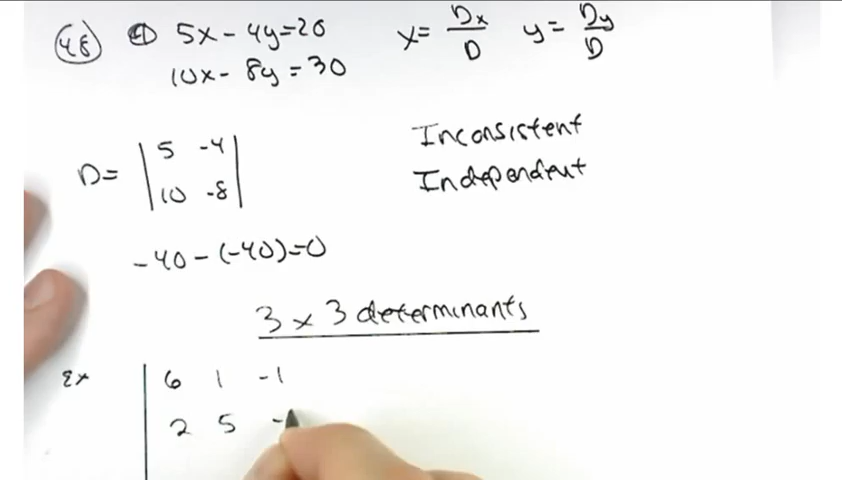 48 5x - 4y = 20 x = Dx/D y = Dy/D
10x - 8y = 30
Inconsistent
D= | 5 -4 |
Independent
| 10 -8 |
-40 - (-40) = 0
3 x 3 determinants
Ex | 6 1 -1
2 5 -